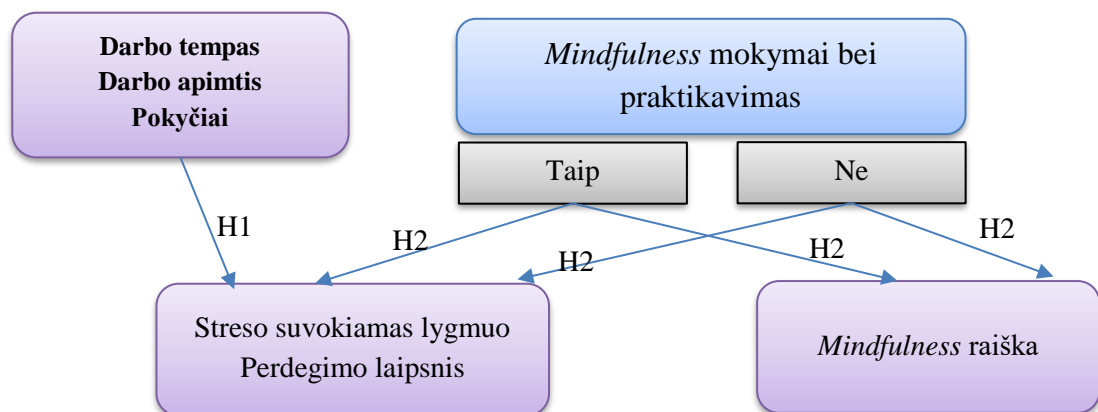 Darbo tempas
Darbo apimtis
Pokyčiai
Mindfulness mokymai bei
praktikavimas
Taip
Ne
H1
H2
H2
H2
H2
Streso suvokiamas lygmuo
Perdegimo laipsnis
Mindfulness raiška